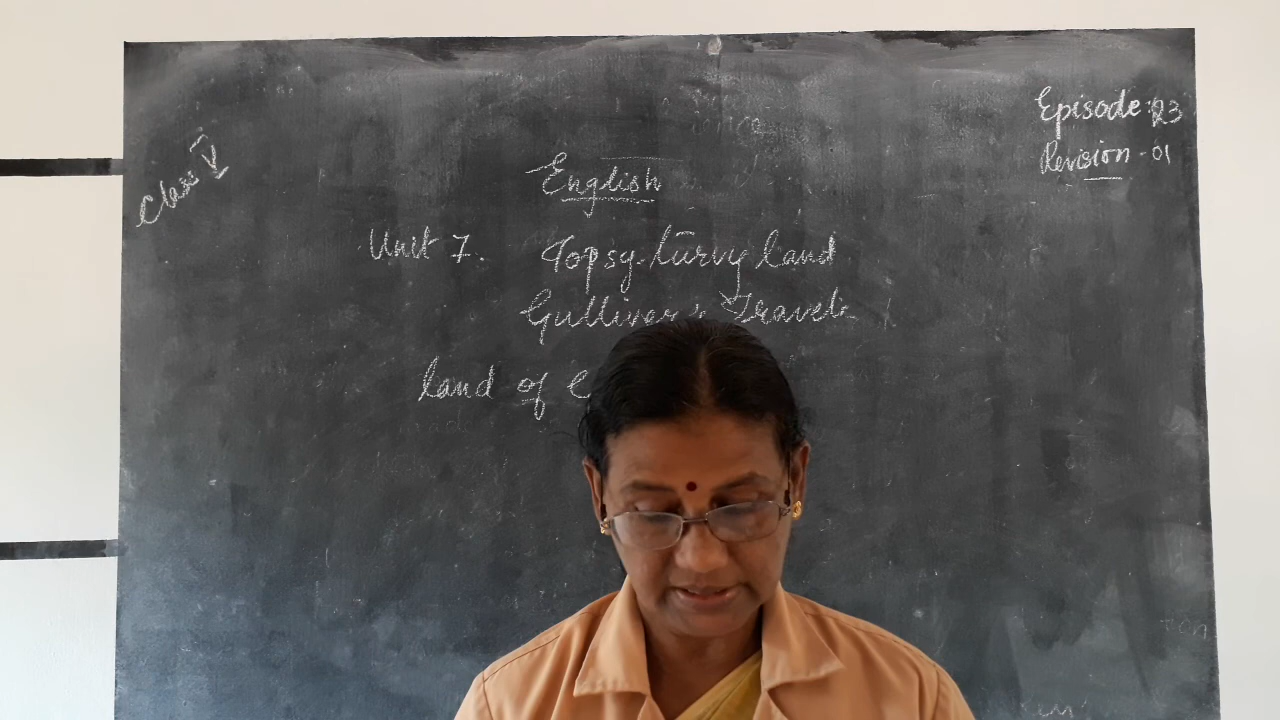 Episode: 23
Revision - 01
Class V
English
Unit 7. Topsy-turvy land
Gulliver's Travels
land of